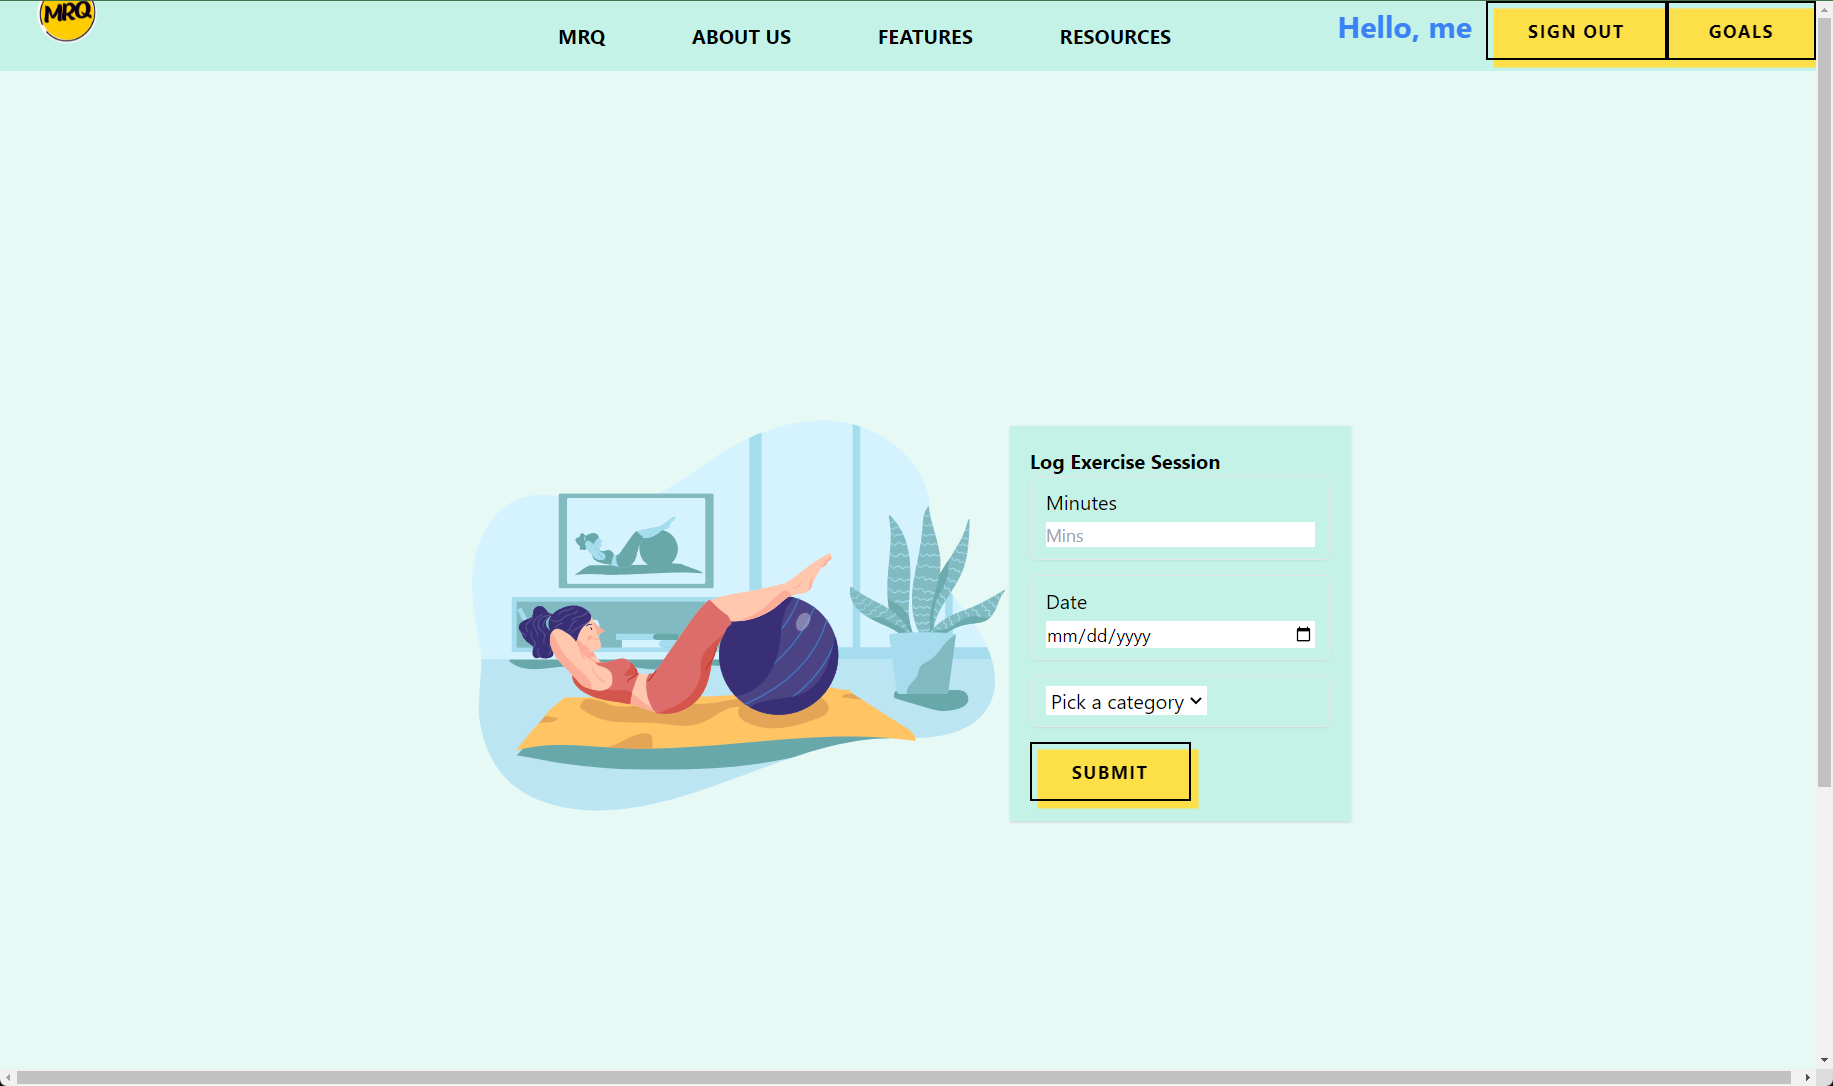 MRQ
MRQ ABOUT US FEATURES RESOURCES Hello, me SIGN OUT GOALS
Log Exercise Session
Minutes
Mins
Date
mm/dd/yyyy
Pick a category
SUBMIT